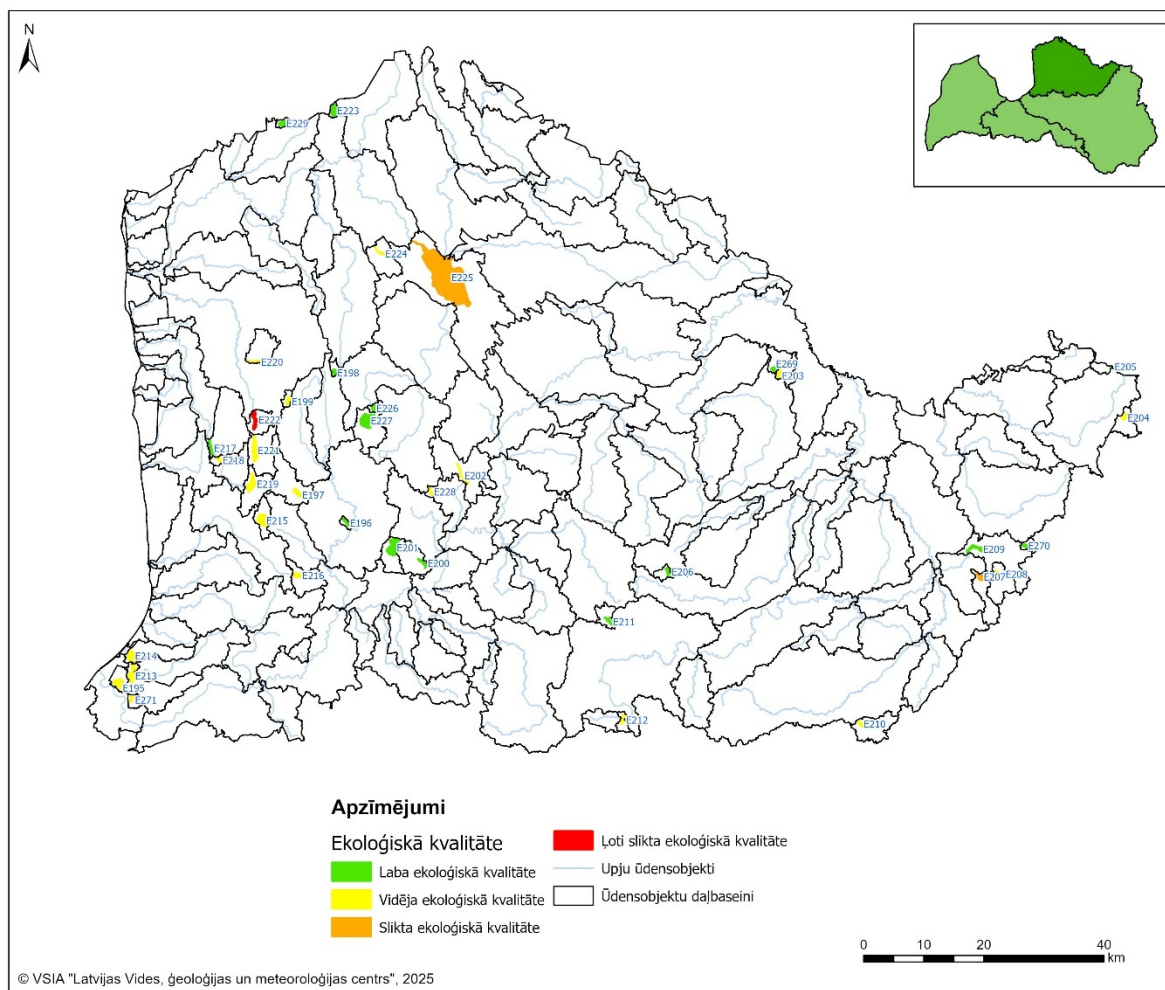 N
E223
E229
E224
E225
E220
E198
E269
E203
E205
E199
E226
E222
E227
E204
E217
E221
E218
E202
E219
E197
E228
E215
E196
E201
E209
E270
E200
E216
E206
E207
E208
E211
E214
E213
E195
E271
E212
E210
Apzīmējumi
Ekoloģiskā kvalitāte
Laba ekoloģiskā kvalitāte
Vidēja ekoloģiskā kvalitāte
Slikta ekoloģiskā kvalitāte
Ļoti slikta ekoloģiskā kvalitāte
Upju ūdensobjekti
Ūdensobjektu daļbaseini
0 10 20 40
km
© VSIA "Latvijas Vides, ģeoloģijas un meteoroloģijas centrs", 2025